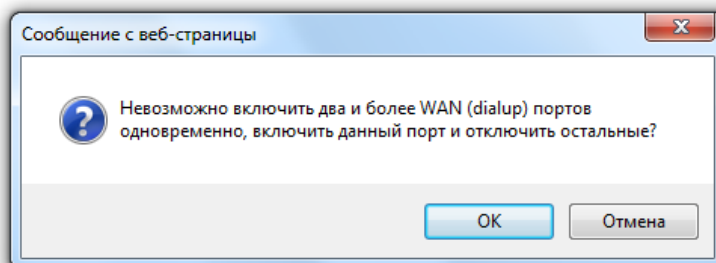 Сообщение с веб-страницы
Невозможно включить два и более WAN (dialup) портов
одновременно, включить данный порт и отключить остальные?
OK
Отмена